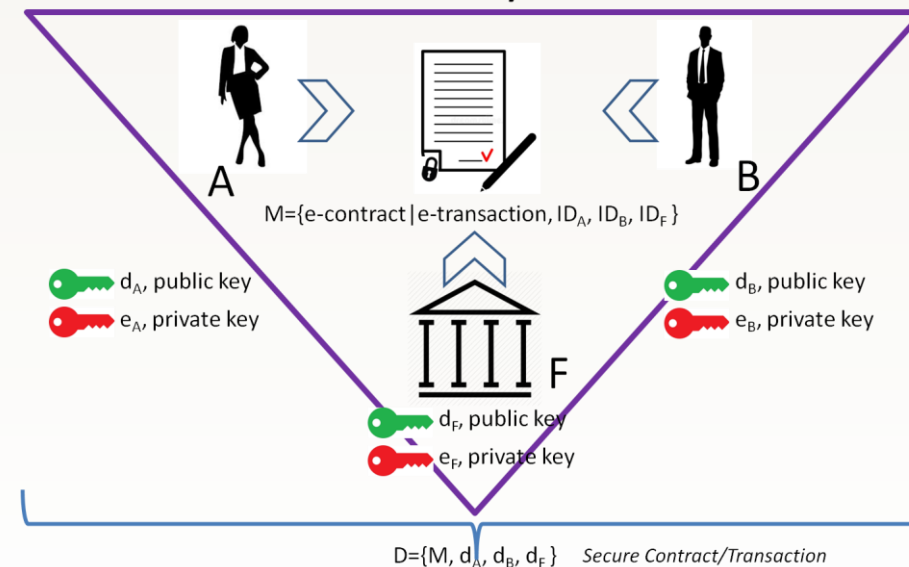 A
B
M={e-contract|e-transaction, ID_A, ID_B, ID_F }
d_A, public key
e_A, private key
d_B, public key
e_B, private key
F
d_F, public key
e_F, private key
D={M, d_A, d_B, d_F } Secure Contract/Transaction